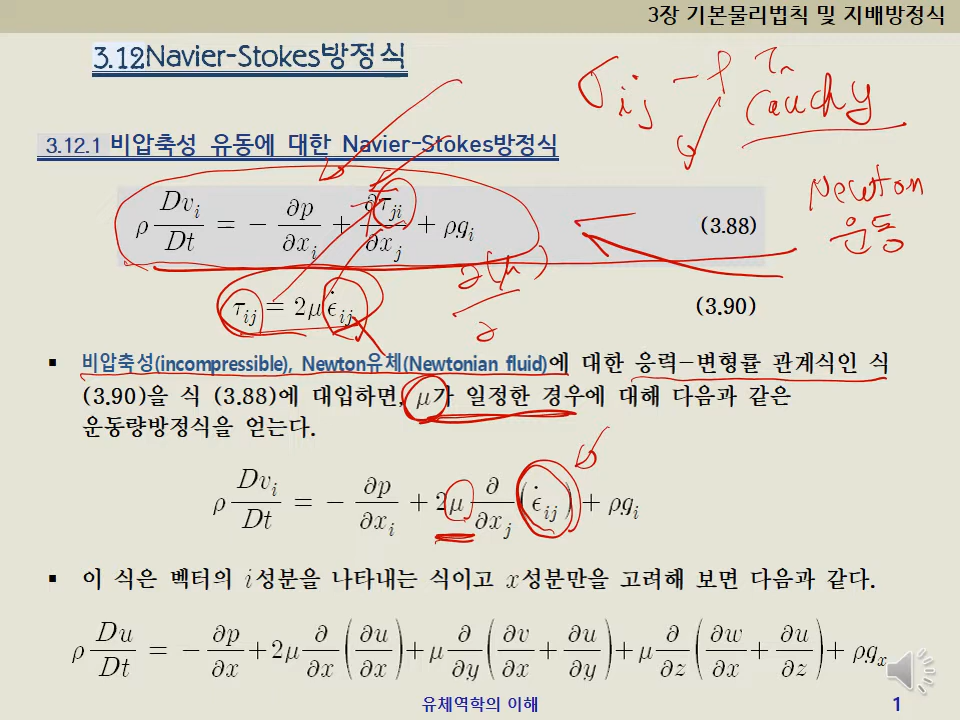 3장 기본물리법칙 및 지배방정식
3.12Navier-Stokes방정식
σij - p τ
Cauchy
3.12.1 비압축성 유동에 대한 Navier-Stokes방정식
Newton
운동
ρ Dv_i/Dt = - ∂p/∂x_i + ∂τ_ji/∂x_j + ρg_i (3.88)
τ_ij = 2μ ε̇_ij (3.90)
▪ 비압축성(incompressible), Newton유체(Newtonian fluid)에 대한 응력-변형률 관계식인 식
(3.90)을 식 (3.88)에 대입하면, μ가 일정한 경우에 대해 다음과 같은
운동량방정식을 얻는다.
ρ Dv_i/Dt = - ∂p/∂x_i + 2μ ∂/∂x_j (ε̇_ij) + ρg_i
▪ 이 식은 벡터의 i성분을 나타내는 식이고 x성분만을 고려해 보면 다음과 같다.
ρ Du/Dt = - ∂p/∂x + 2μ ∂/∂x (∂u/∂x) + μ ∂/∂y (∂v/∂x + ∂u/∂y) + μ ∂/∂z (∂w/∂x + ∂u/∂z) + ρg_x
유체역학의 이해 1